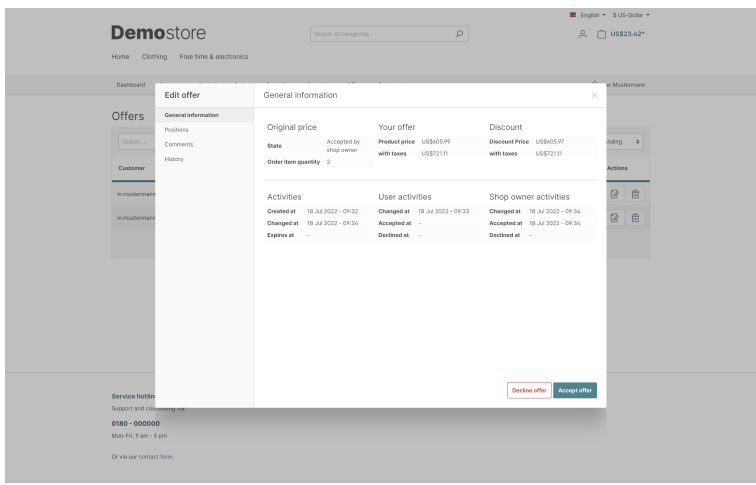 English $ US-Dollar
Demostore
Search all categories...
US$23.42*
Home Clothing Free time & electronics
Dashboard
Mustermann
Offers
Search ...
Customer
Actions
m.mustermann
m.mustermann
Edit offer
General information
Positions
Comments
History
General information
Original price
State Accepted by shop owner
Order item quantity 2
Your offer
Product price US$605.99
with taxes US$721.11
Discount
Discount Price US$605.97
with taxes US$721.11
Activities
Created at 18 Jul 2022 - 09:32
Changed at 18 Jul 2022 - 09:34
Expires at -
User activities
Changed at 18 Jul 2022 - 09:33
Accepted at -
Declined at -
Shop owner activities
Changed at 18 Jul 2022 - 09:34
Accepted at 18 Jul 2022 - 09:34
Declined at -
Decline offer Accept offer
Service hotlin
Support and counselling via:
0180 - 000000
Mon-Fri, 9 am - 5 pm
Or via our contact form.